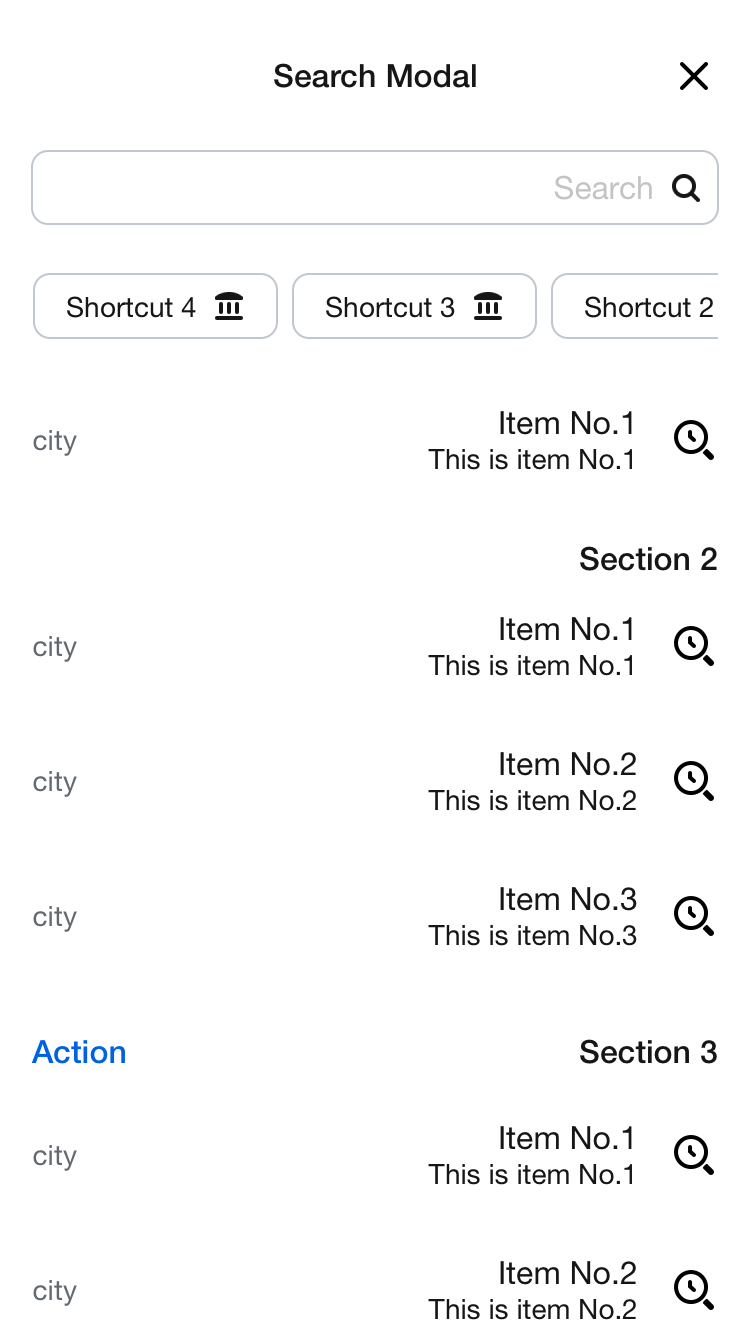 Search Modal
Search
Shortcut 4
Shortcut 3
Shortcut 2
city
Item No.1
This is item No.1
Section 2
city
Item No.1
This is item No.1
city
Item No.2
This is item No.2
city
Item No.3
This is item No.3
Action
Section 3
city
Item No.1
This is item No.1
city
Item No.2
This is item No.2